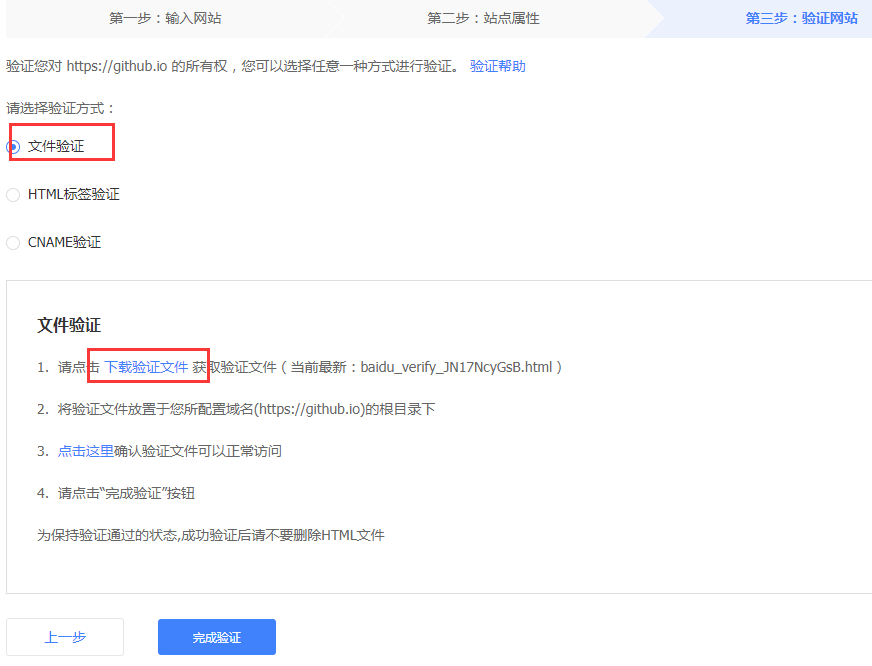 第一步：输入网站 第二步：站点属性 第三步：验证网站
验证您对 https://github.io 的所有权，您可以选择任意一种方式进行验证。 验证帮助
请选择验证方式：
文件验证
HTML标签验证
CNAME验证
文件验证
1. 请点击 下载验证文件 获取验证文件（当前最新：baidu_verify_JN17NcyGsB.html）
2. 将验证文件放置于您所配置域名(https://github.io)的根目录下
3. 点击这里确认验证文件可以正常访问
4. 请点击“完成验证”按钮
为保持验证通过的状态,成功验证后请不要删除HTML文件
上一步 完成验证